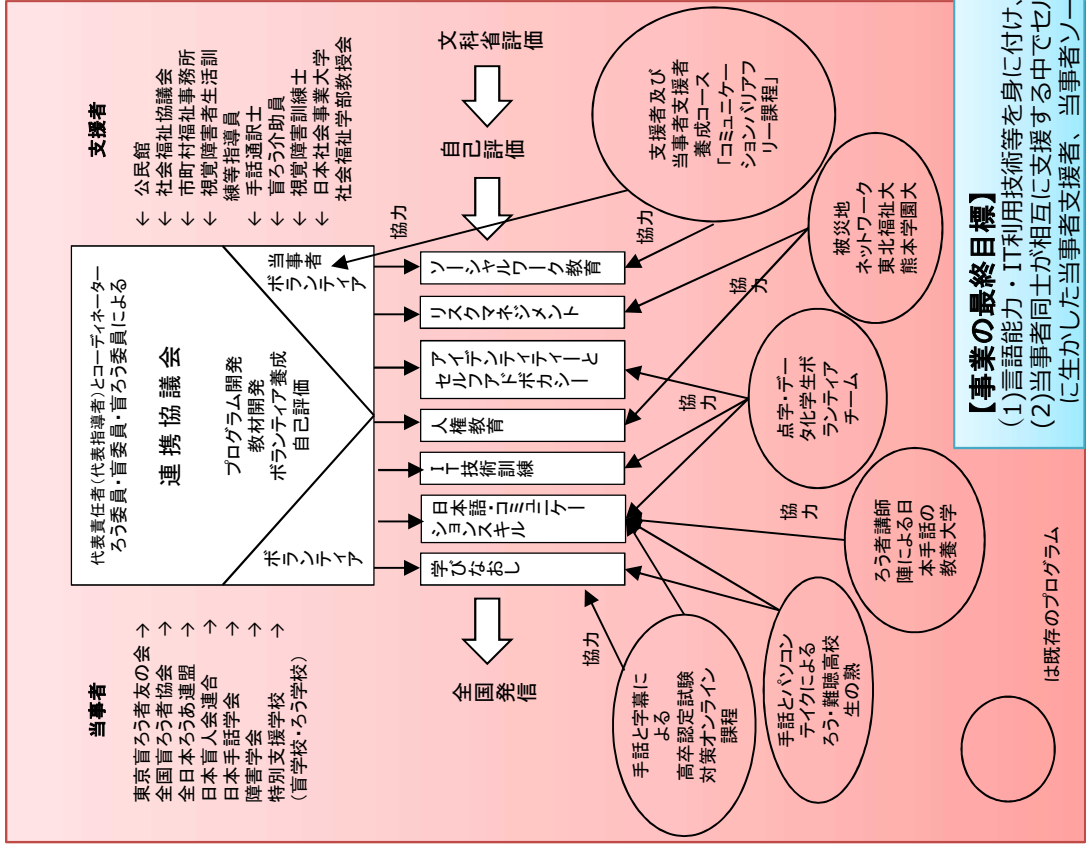 当事者
東京盲ろう者友の会 →
全国盲ろう者協会 →
全日本ろうあ連盟 →
日本盲人会連合 →
日本手話学会 →
障害学会 →
特別支援学校 →
(盲学校・ろう学校)
代表責任者(代表指導者)とコーディネーター
ろう委員・盲委員・盲ろう委員による
連携協議会
プログラム開発
教材開発
ボランティア養成
自己評価
ボランティア
当事者
ボランティア
支援者
← 公民館
← 社会福祉協議会
← 市町村福祉事務所
← 視覚障害者生活訓
練等指導員
← 手話通訳士
← 盲ろう介助員
← 視覚障害訓練士
← 日本社会事業大学
社会福祉学部教授会
全国発信
学びなおし
日本語・コミュニケー
ションスキル
IT技術
訓練
人権教育
アイデンティティーと
セルフアドボカシー
リスクマネジメント
ソーシャルワーク教育
自己評価
文科省評価
協力
協力
協力
協力
協力
協力
手話と字幕に
よる
高卒認定試験
対策オンライン
課程
手話とパソコン
テイクによる
ろう・難聴高校
生の熟
ろう者講師
陣による日
本手話の
教養大学
点字・デー
タ化学生ボ
ランティア
チーム
被災地
ネットワーク
東北福祉大
熊本学園大
支援者及び
当事者支援者
養成コース
「コミュニケー
ションバリアフ
リー課程」
は既存のプログラム
【事業の最終目標】
(1)言語能力・IT利用技術等を身に付け、
(2)当事者同士が相互に支援する中でセル
に生かした当事者支援者、当事者ソー